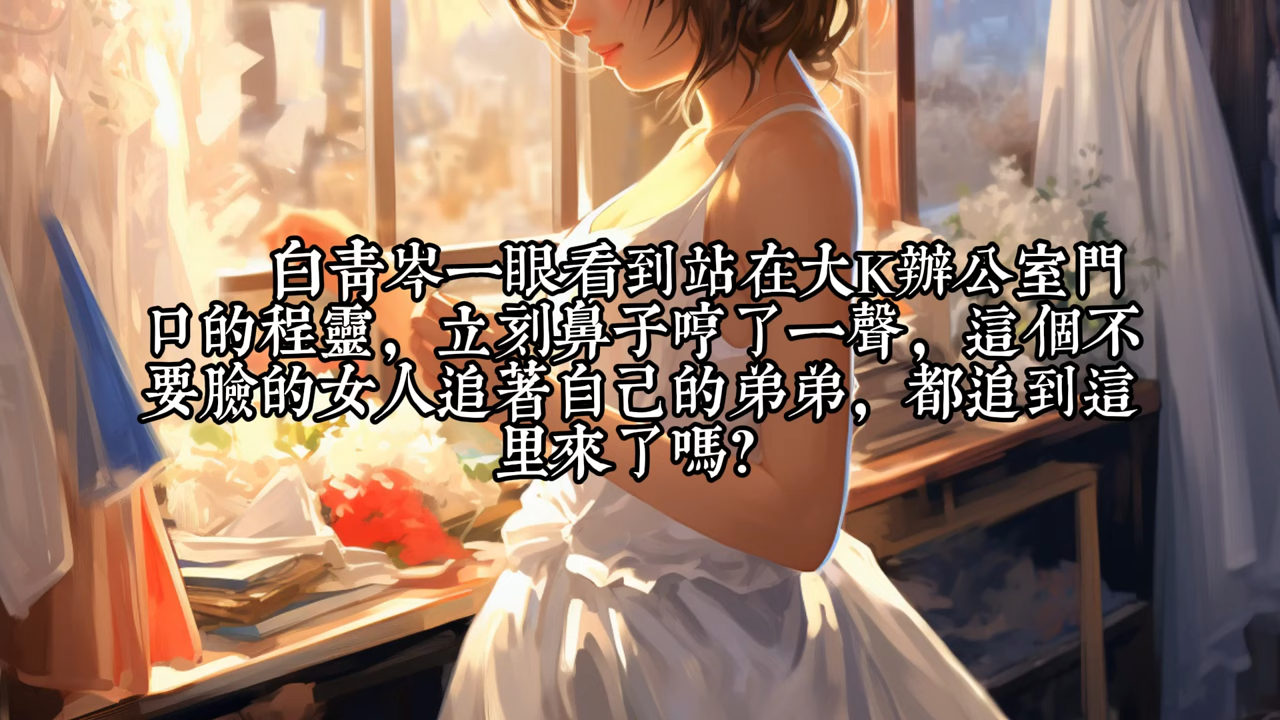 白青岑一眼看到站在大K辦公室門
口的程靈，立刻鼻子哼了一聲，這個不
要臉的女人追著自己的弟弟，都追到這
里來了嗎？